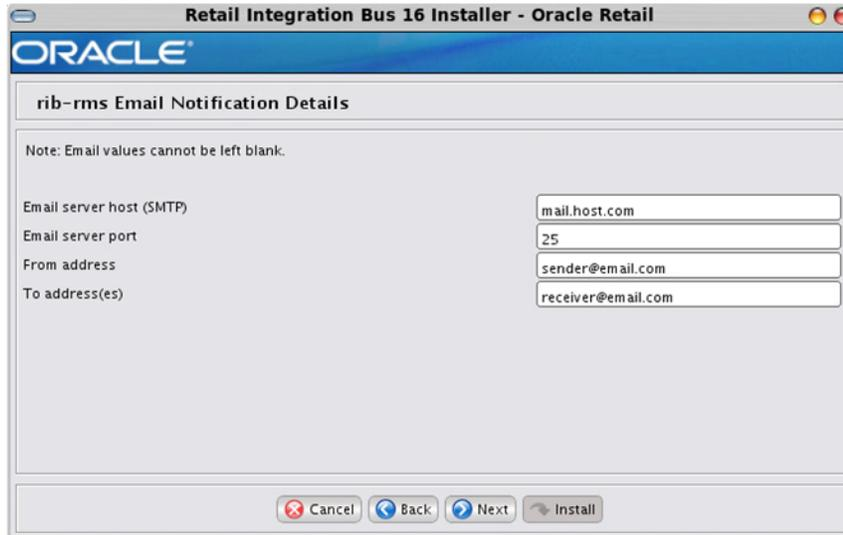 Retail Integration Bus 16 Installer - Oracle Retail
ORACLE®
rib-rms Email Notification Details
Note: Email values cannot be left blank.
Email server host (SMTP) mail.host.com
Email server port 25
From address sender@email.com
To address(es) receiver@email.com
Cancel Back Next Install